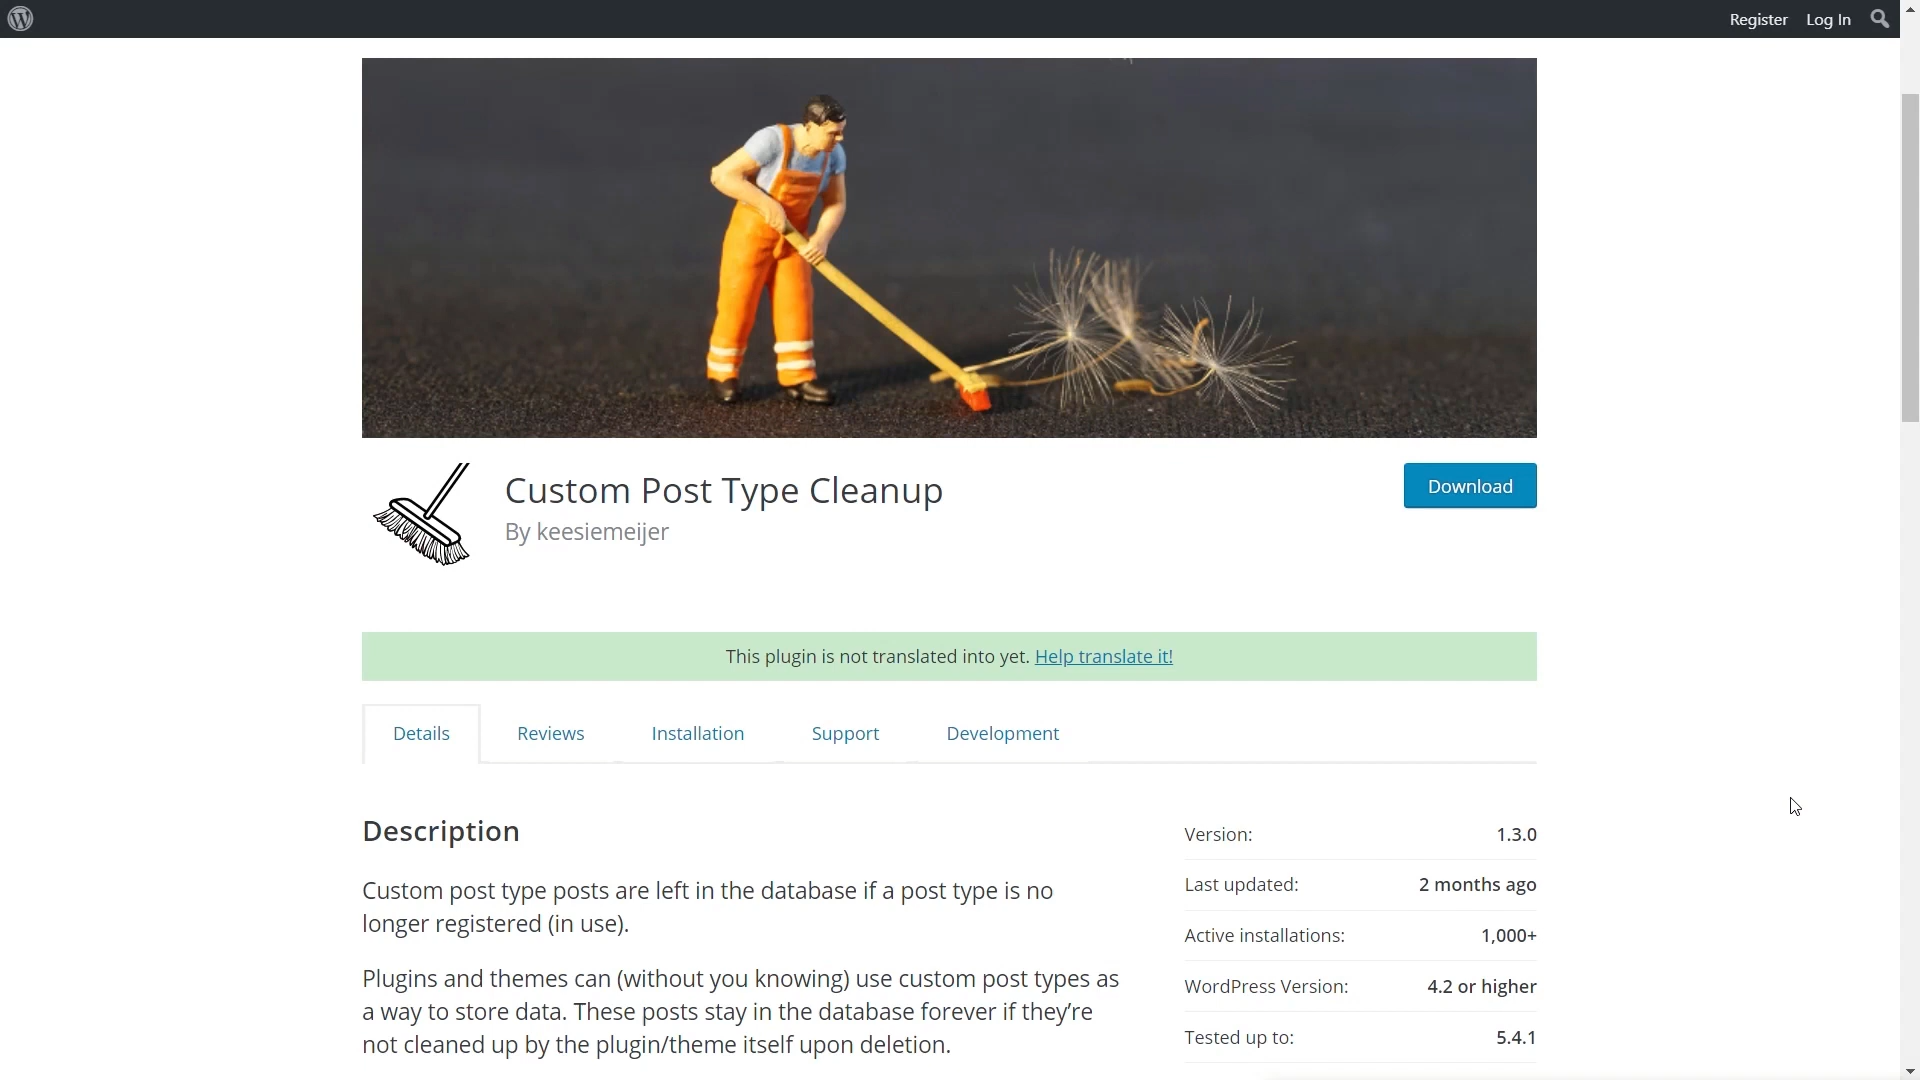 Register Log In
Custom Post Type Cleanup
Download
By keesiemeijer
This plugin is not translated into yet. Help translate it!
Details Reviews Installation Support Development
Description
Custom post type posts are left in the database if a post type is no
longer registered (in use).
Plugins and themes can (without you knowing) use custom post types as
a way to store data. These posts stay in the database forever if they’re
not cleaned up by the plugin/theme itself upon deletion.
Version: 1.3.0
Last updated: 2 months ago
Active installations: 1,000+
WordPress Version: 4.2 or higher
Tested up to: 5.4.1